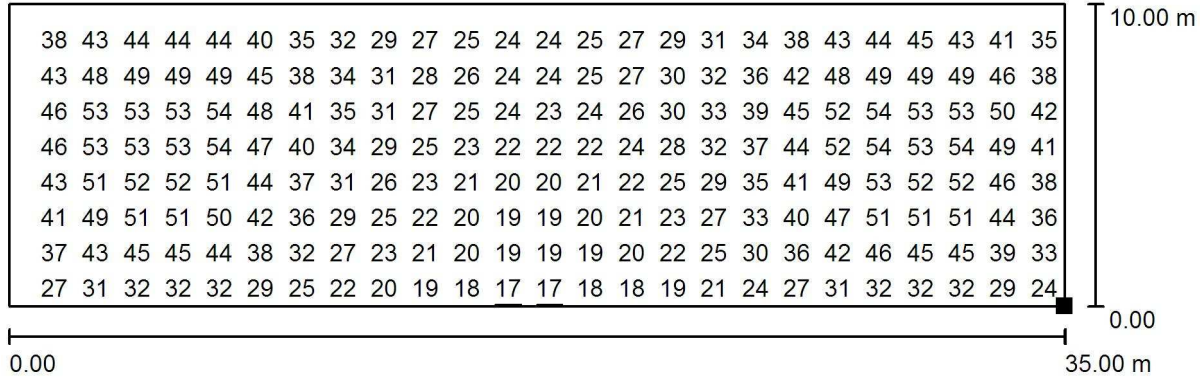 10.00 m
38 43 44 44 44 40 35 32 29 27 25 24 24 25 27 29 31 34 38 43 44 45 43 41 35
43 48 49 49 49 45 38 34 31 28 26 24 24 25 27 30 32 36 42 48 49 49 49 46 38
46 53 53 53 54 48 41 35 31 27 25 24 23 24 26 30 33 39 45 52 54 53 53 50 42
46 53 53 53 54 47 40 34 29 25 23 22 22 22 24 28 32 37 44 52 54 53 54 49 41
43 51 52 52 51 44 37 31 26 23 21 20 20 21 22 25 29 35 41 49 53 52 52 46 38
41 49 51 51 50 42 36 29 25 22 20 19 19 20 21 23 27 33 40 47 51 51 51 44 36
37 43 45 45 44 38 32 27 23 21 20 19 19 19 20 22 25 30 36 42 46 45 45 39 33
27 31 32 32 32 29 25 22 20 19 18 17 17 18 18 19 21 24 27 31 32 32 32 29 24
0.00
0.00 35.00 m